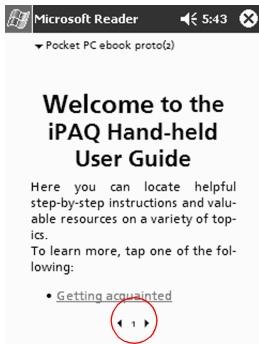 Microsoft Reader 5:43
Pocket PC ebook proto(2)
Welcome to the
iPAQ Hand-held
User Guide
Here you can locate helpful
step-by-step instructions and valu-
able resources on a variety of top-
ics.
To learn more, tap one of the fol-
lowing:
• Getting acquainted
1